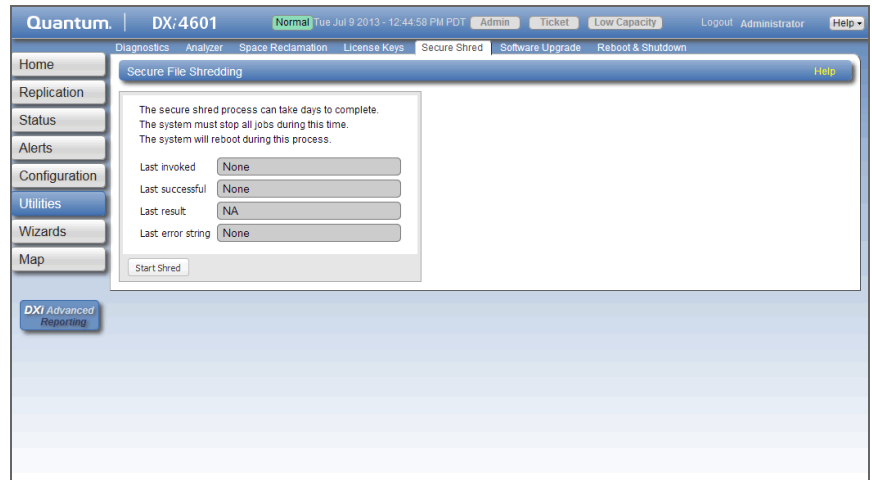 Quantum. DXi4601 Normal Tue Jul 9 2013 - 12:44:58 PM PDT Admin Ticket Low Capacity Logout Administrator Help
Diagnostics Analyzer Space Reclamation License Keys Secure Shred Software Upgrade Reboot & Shutdown
Home
Replication
Status
Alerts
Configuration
Utilities
Wizards
Map
DXi Advanced
Reporting
Secure File Shredding Help
The secure shred process can take days to complete.
The system must stop all jobs during this time.
The system will reboot during this process.
Last invoked None
Last successful None
Last result NA
Last error string None
Start Shred